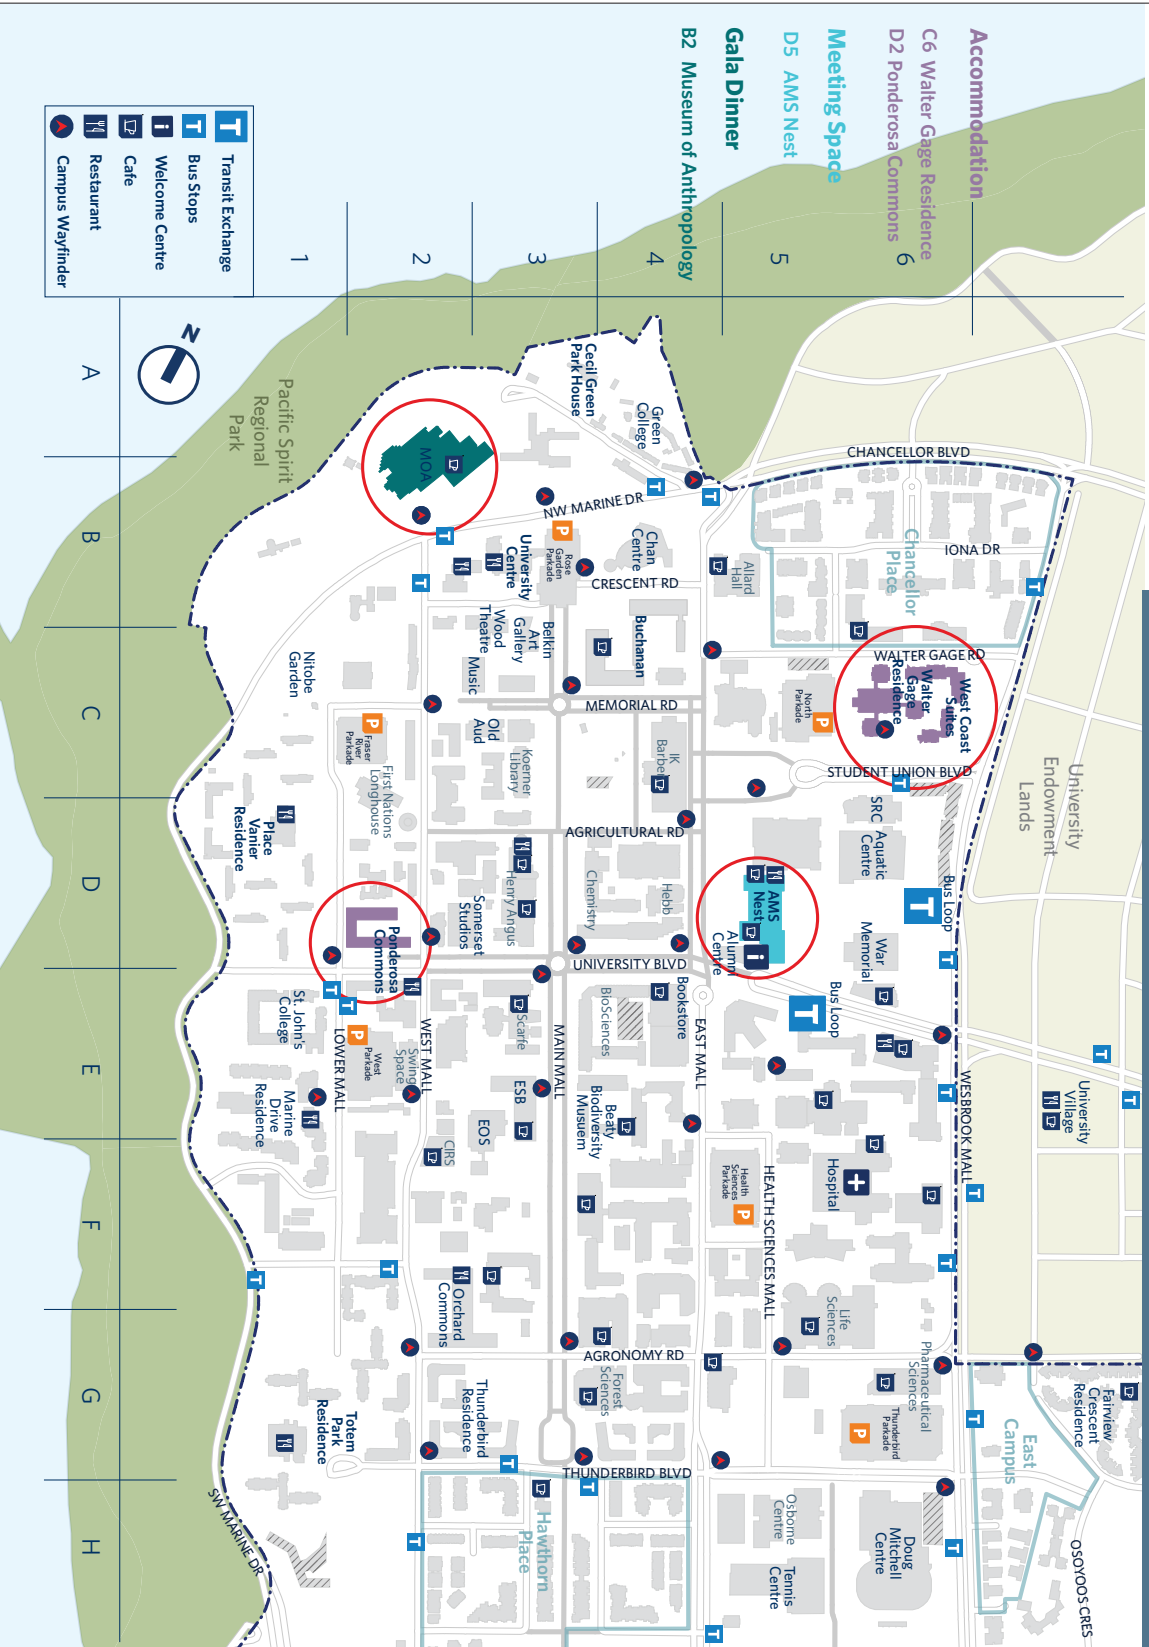 Accommodation
C6 Walter Gage Residence
D2 Ponderosa Commons
Meeting Space
D5 AMS Nest
Gala Dinner
B2 Museum of Anthropology
T Transit Exchange
T Bus Stops
i Welcome Centre
Cafe
Restaurant
Campus Wayfinder
1
2
3
4
5
6
A
B
C
D
E
F
G
H
N
Pacific Spirit
Regional
Park
Cecil Green
Park House
Green
College
MOA
CHANCELLOR BLVD
NW MARINE DR
IONA DR
Chancellor
Place
Chan
Centre
Allard
Hall
P
Rose
Garden
Parkade
University
Centre
CRESCENT RD
Buchanan
Belkin
Art
Gallery
Wood
Theatre
Music
WALTER GAGE RD
West Coast
Suites
Walter
Gage
Residence
North
Parkade
P
Nitobe
Garden
MEMORIAL RD
P
Fraser
River
Parkade
Old
Aud
Koerner
Library
IK
Barber
STUDENT UNION BLVD
University
Endowment
Lands
First Nations
Longhouse
SRC
Aquatic
Centre
AGRICULTURAL RD
Place
Vanier
Residence
Henry Angus
Chemistry
Hebb
AMS
Nest
Alumni
Centre
i
Bus Loop
T
War
Memorial
Somerset
Studios
Ponderosa
Commons
UNIVERSITY BLVD
St. John's
College
LOWER MALL
P
West
Parkade
WEST MALL
Swing
Space
Scarfe
MAIN MALL
BioSciences
Bookstore
EAST MALL
Bus Loop
T
WESBROOK MALL
University
Village
Marine
Drive
Residence
ESB
EOS
CIRS
Beaty
Biodiversity
Musuem
Health
Sciences
Parkade
P
HEALTH SCIENCES MALL
Hospital
Orchard
Commons
Life
Sciences
AGRONOMY RD
Forest
Sciences
Pharmaceutical
Sciences
Thunderbird
Parkade
P
Fairview
Crescent
Residence
East
Campus
Totem
Park
Residence
Thunderbird
Residence
THUNDERBIRD BLVD
SW MARINE DR
Hawthorn
Place
Osborne
Centre
Tennis
Centre
Doug
Mitchell
Centre
OSOYOOS CRES